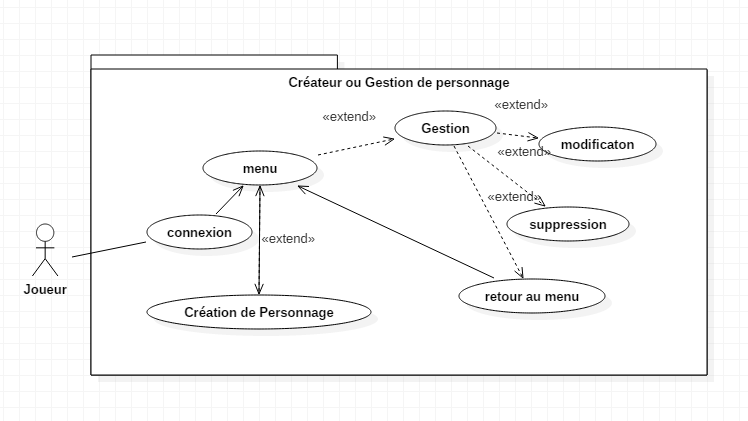 Créateur ou Gestion de personnage
«extend»
«extend»
Gestion
modificaton
«extend»
menu
«extend»
suppression
connexion
«extend»
Joueur
retour au menu
Création de Personnage